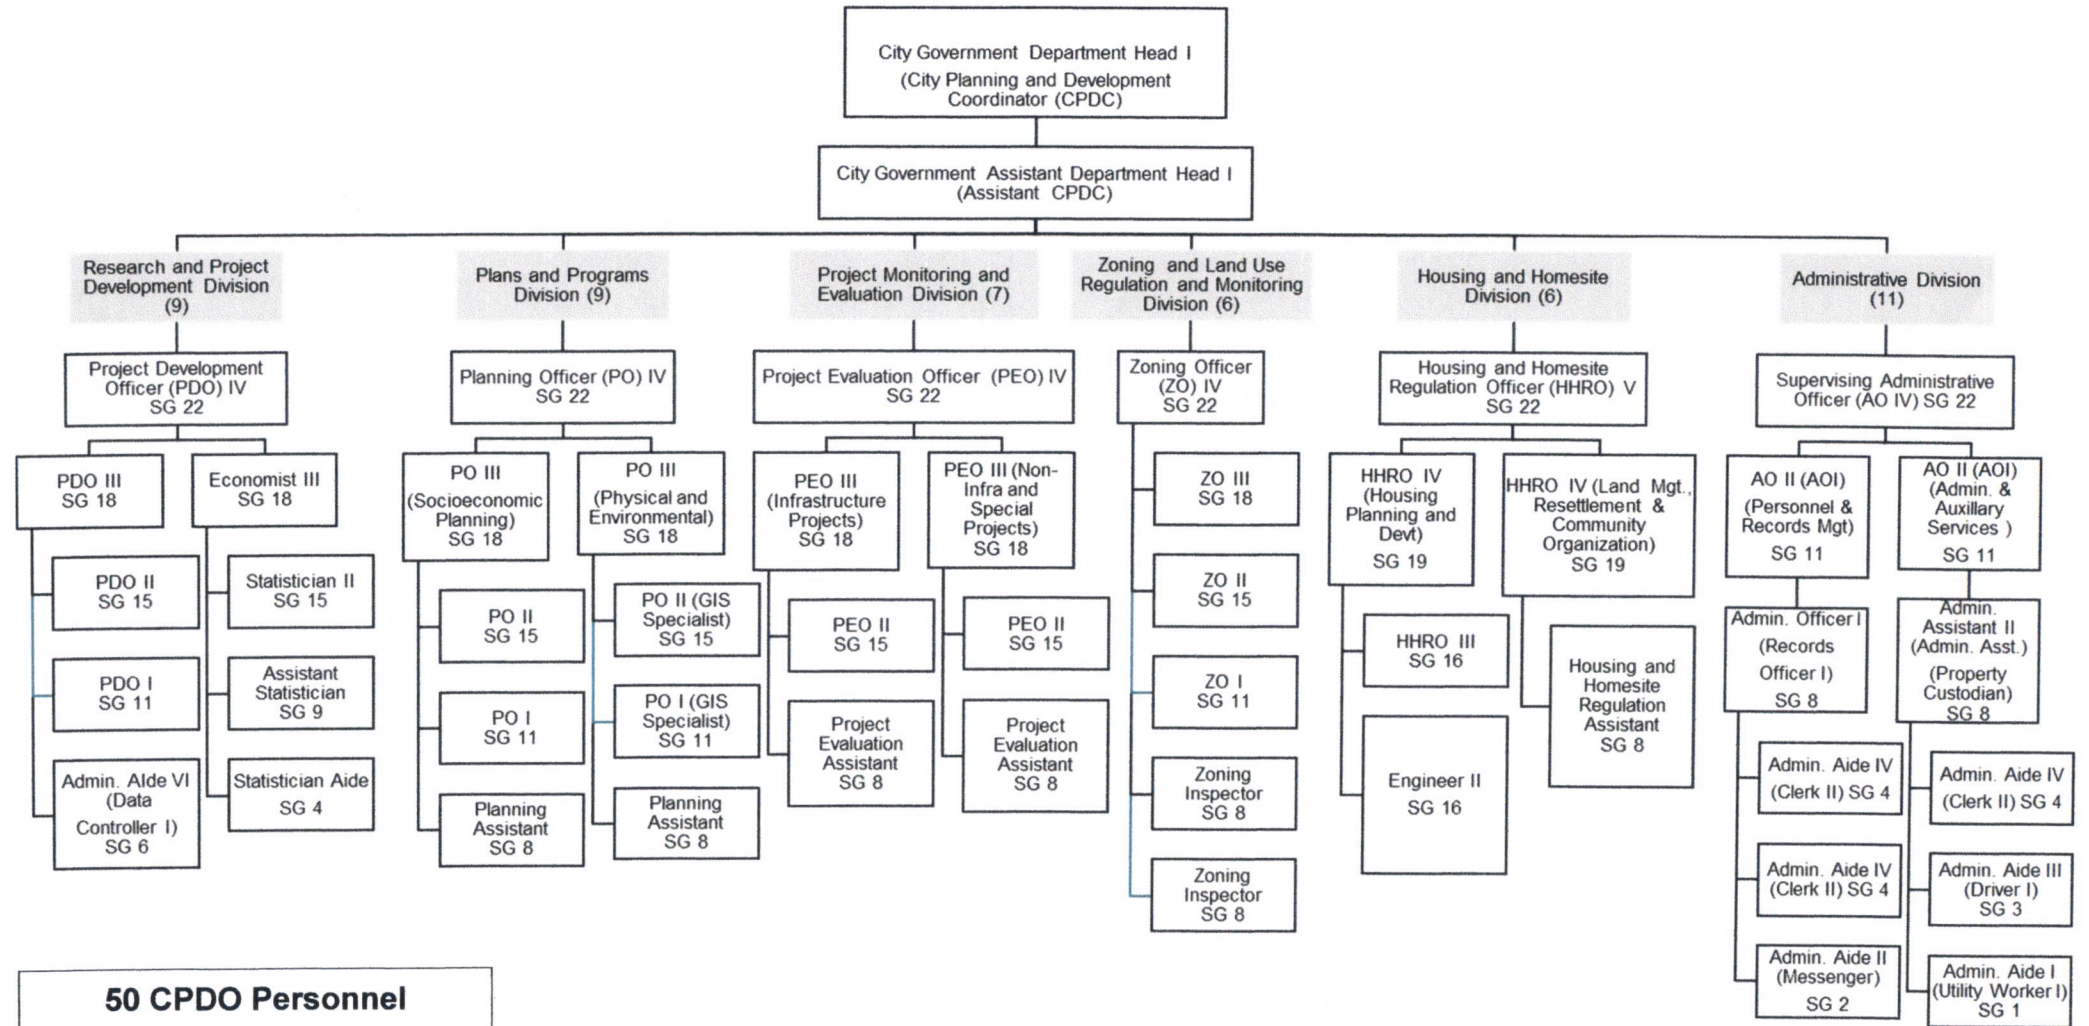 City Government Department Head I
(City Planning and Development
Coordinator (CPDC)
City Government Assistant Department Head I
(Assistant CPDC)
Research and Project
Development Division
(9)
Project Development
Officer (PDO) IV
SG 22
PDO III
SG 18
PDO II
SG 15
PDO I
SG 11
Admin. AIde VI
(Data
Controller I)
SG 6
Economist III
SG 18
Statistician II
SG 15
Assistant
Statistician
SG 9
Statistician Aide
SG 4
Plans and Programs
Division (9)
Planning Officer (PO) IV
SG 22
PO III
(Socioeconomic
Planning)
SG 18
PO II
SG 15
PO I
SG 11
Planning
Assistant
SG 8
PO III
(Physical and
Environmental)
SG 18
PO II (GIS
Specialist)
SG 15
PO I (GIS
Specialist)
SG 11
Planning
Assistant
SG 8
Project Monitoring and
Evaluation Division (7)
Project Evaluation Officer (PEO) IV
SG 22
PEO III
(Infrastructure
Projects)
SG 18
PEO II
SG 15
Project
Evaluation
Assistant
SG 8
PEO III (Non-
Infra and
Special
Projects)
SG 18
PEO II
SG 15
Project
Evaluation
Assistant
SG 8
Zoning and Land Use
Regulation and Monitoring
Division (6)
Zoning Officer
(ZO) IV
SG 22
ZO III
SG 18
ZO II
SG 15
ZO I
SG 11
Zoning
Inspector
SG 8
Zoning
Inspector
SG 8
Housing and Homesite
Division (6)
Housing and Homesite
Regulation Officer (HHRO) V
SG 22
HHRO IV
(Housing
Planning and
Devt)
SG 19
HHRO III
SG 16
Engineer II
SG 16
HHRO IV (Land Mgt.,
Resettlement &
Community
Organization)
SG 19
Housing and
Homesite
Regulation
Assistant
SG 8
Administrative Division
(11)
Supervising Administrative
Officer (AO IV) SG 22
AO II (AOI)
(Personnel &
Records Mgt)
SG 11
Admin. Officer I
(Records
Officer I)
SG 8
Admin. Aide IV
(Clerk II) SG 4
Admin. Aide IV
(Clerk II) SG 4
Admin. Aide II
(Messenger)
SG 2
AO II (AOI)
(Admin. &
Auxillary
Services )
SG 11
Admin.
Assistant II
(Admin. Asst.)
(Property
Custodian)
SG 8
Admin. Aide IV
(Clerk II) SG 4
Admin. Aide III
(Driver I)
SG 3
Admin. Aide I
(Utility Worker I)
SG 1
50 CPDO Personnel